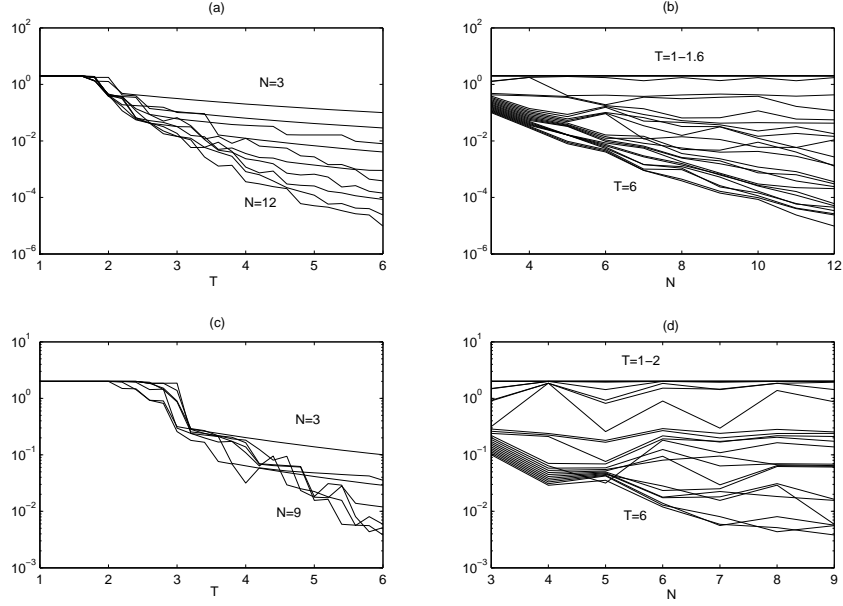 (a)
10^2
10^0
10^-2
10^-4
10^-6
N=3
N=12
1 2 3 4 5 6
T
(b)
10^2
10^0
10^-2
10^-4
10^-6
T=1-1.6
T=6
4 6 8 10 12
N
(c)
10^1
10^0
10^-1
10^-2
10^-3
N=3
N=9
1 2 3 4 5 6
T
(d)
10^1
10^0
10^-1
10^-2
10^-3
T=1-2
T=6
3 4 5 6 7 8 9
N